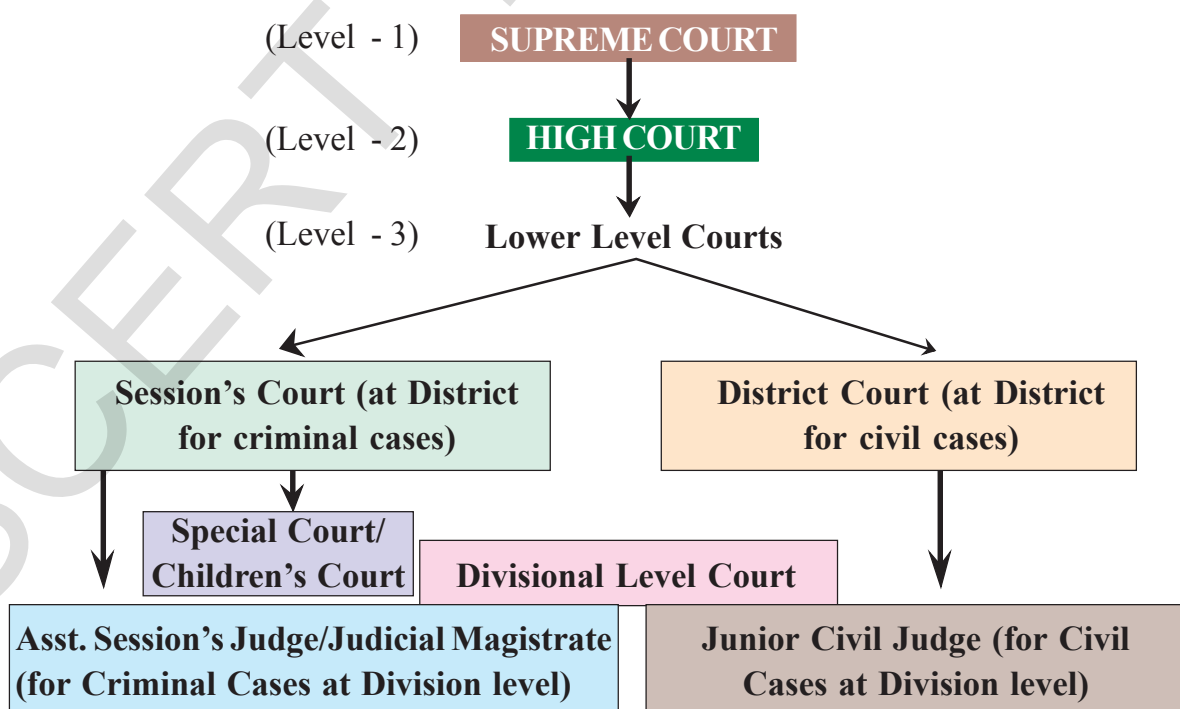 (Level - 1) SUPREME COURT
(Level - 2) HIGH COURT
(Level - 3) Lower Level Courts
Session's Court (at District
for criminal cases)
District Court (at District
for civil cases)
Special Court/
Children's Court
Divisional Level Court
Asst. Session's Judge/Judicial Magistrate
(for Criminal Cases at Division level)
Junior Civil Judge (for Civil
Cases at Division level)
SCERT